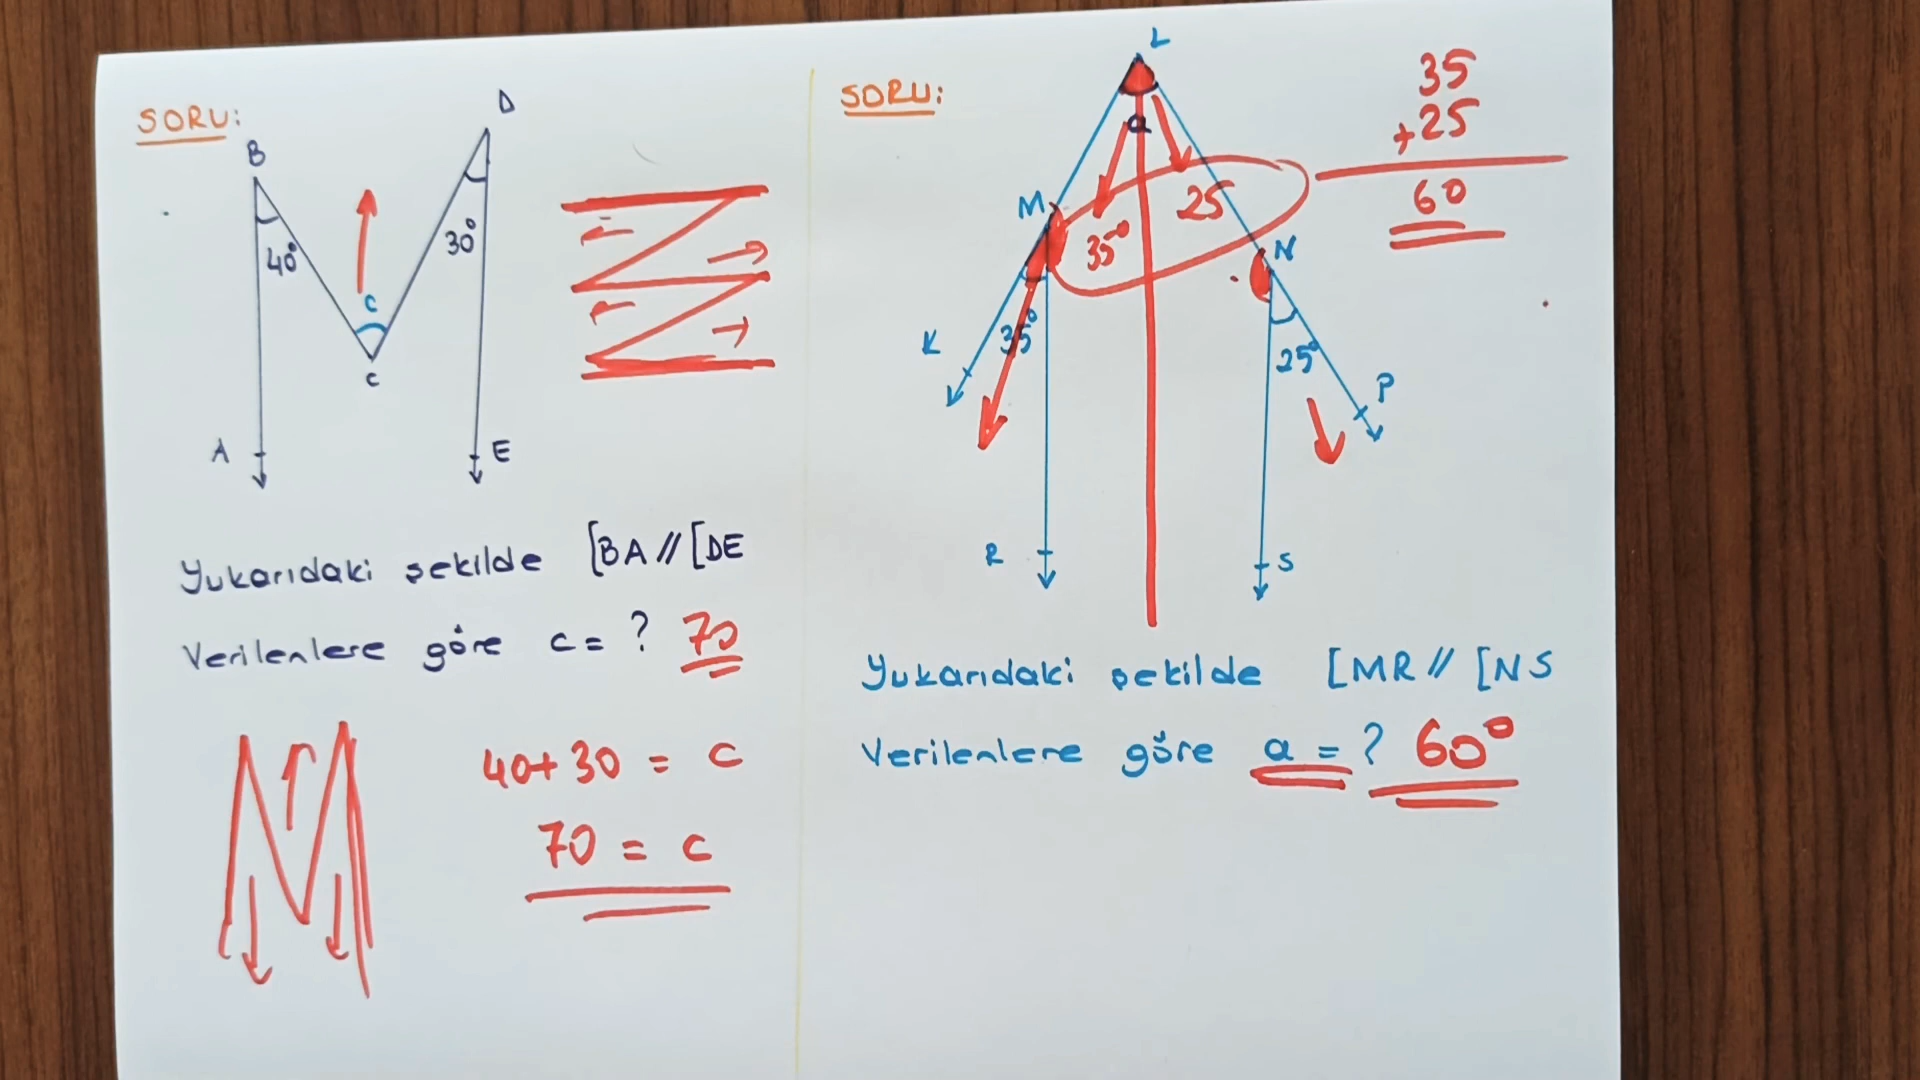 SORU:
B
D
40°
30°
c
C
A
E
Yukarıdaki şekilde [BA // [DE
Verilenlere göre c = ? 70
40+30 = c
70 = c
SORU:
L
a
M
35°
25
N
K
35°
25°
P
R
S
35
+25
60
Yukarıdaki şekilde [MR // [NS
Verilenlere göre a = ? 60°